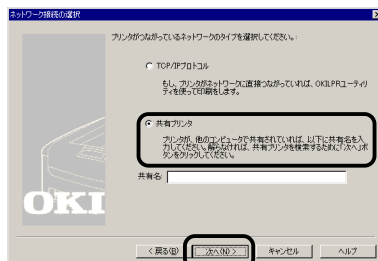 ネットワーク接続の選択
プリンタがつながっているネットワークのタイプを選択してください。:
TCP/IPプロトコル
もし、プリンタがネットワークに直接つながっていれば、OKILPRユーティリ
ティを使って印刷をします。
共有プリンタ
プリンタが、他のコンピュータで共有されていれば、以下に共有名を入
力してください。解らなければ、共有プリンタを検索するために「次へ」ボ
タンをクリックしてください。
共有名:
OKI
< 戻る(B)
次へ(N) >
キャンセル
ヘルプ